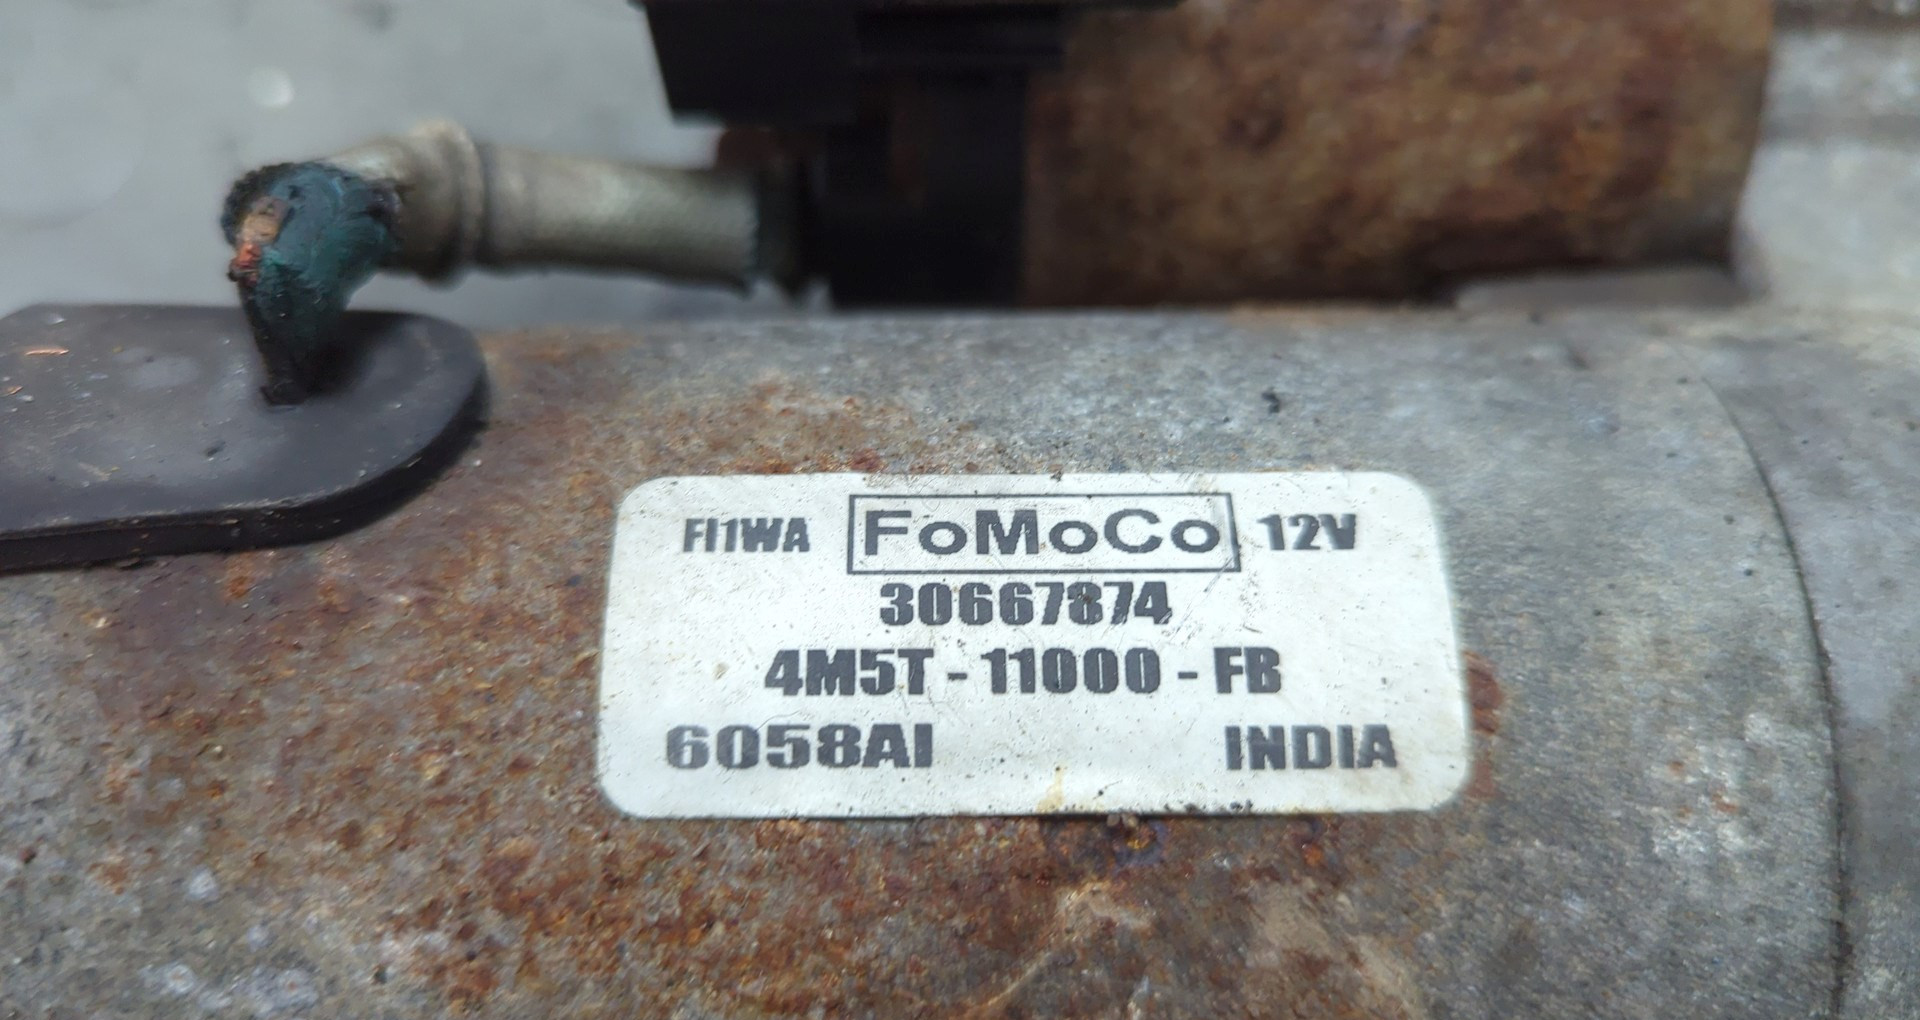 FI1WA FoMoCo 12V
30667874
4M5T-11000-FB
6058AI INDIA